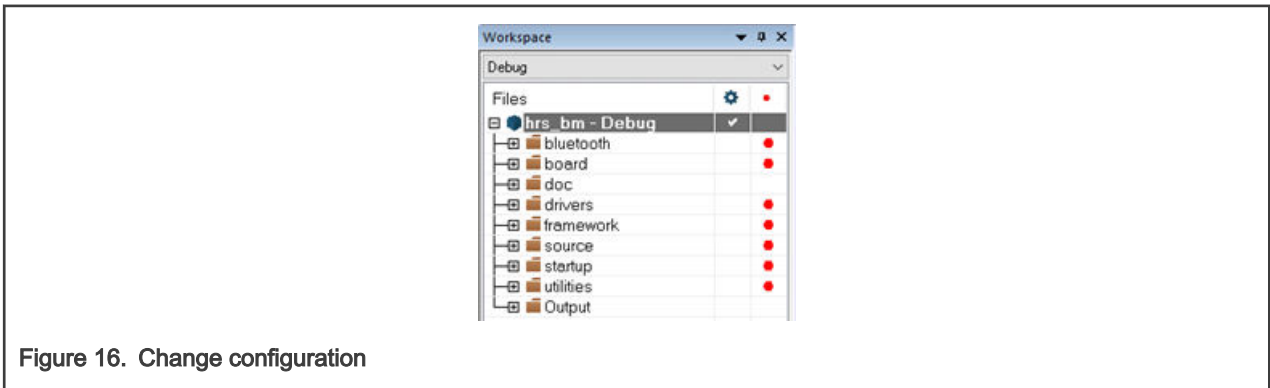 Workspace
Debug
Files
hrs_bm - Debug
bluetooth
board
doc
drivers
framework
source
startup
utilities
Output
Figure 16. Change configuration